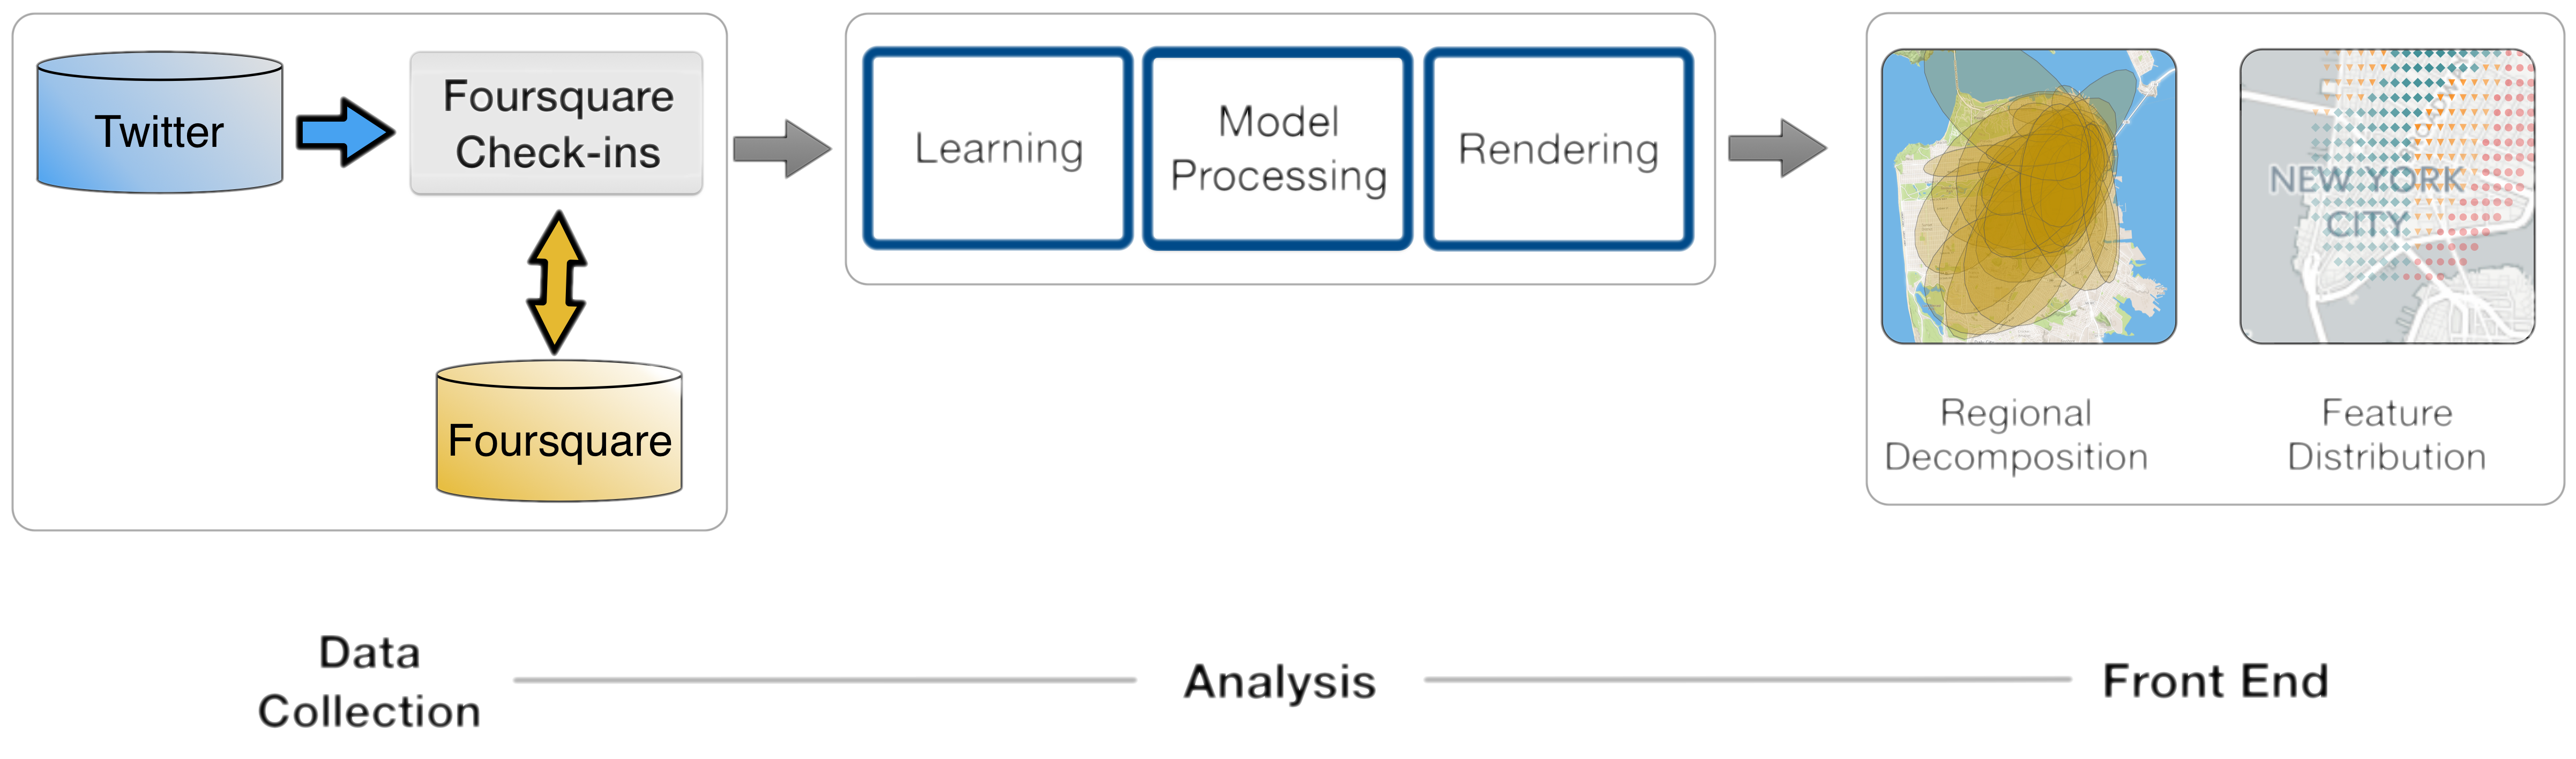 Twitter
Foursquare
Check-ins
Foursquare
Learning
Model
Processing
Rendering
NEW YORK
CITY
Regional
Decomposition
Feature
Distribution
Data
Collection
Analysis
Front End